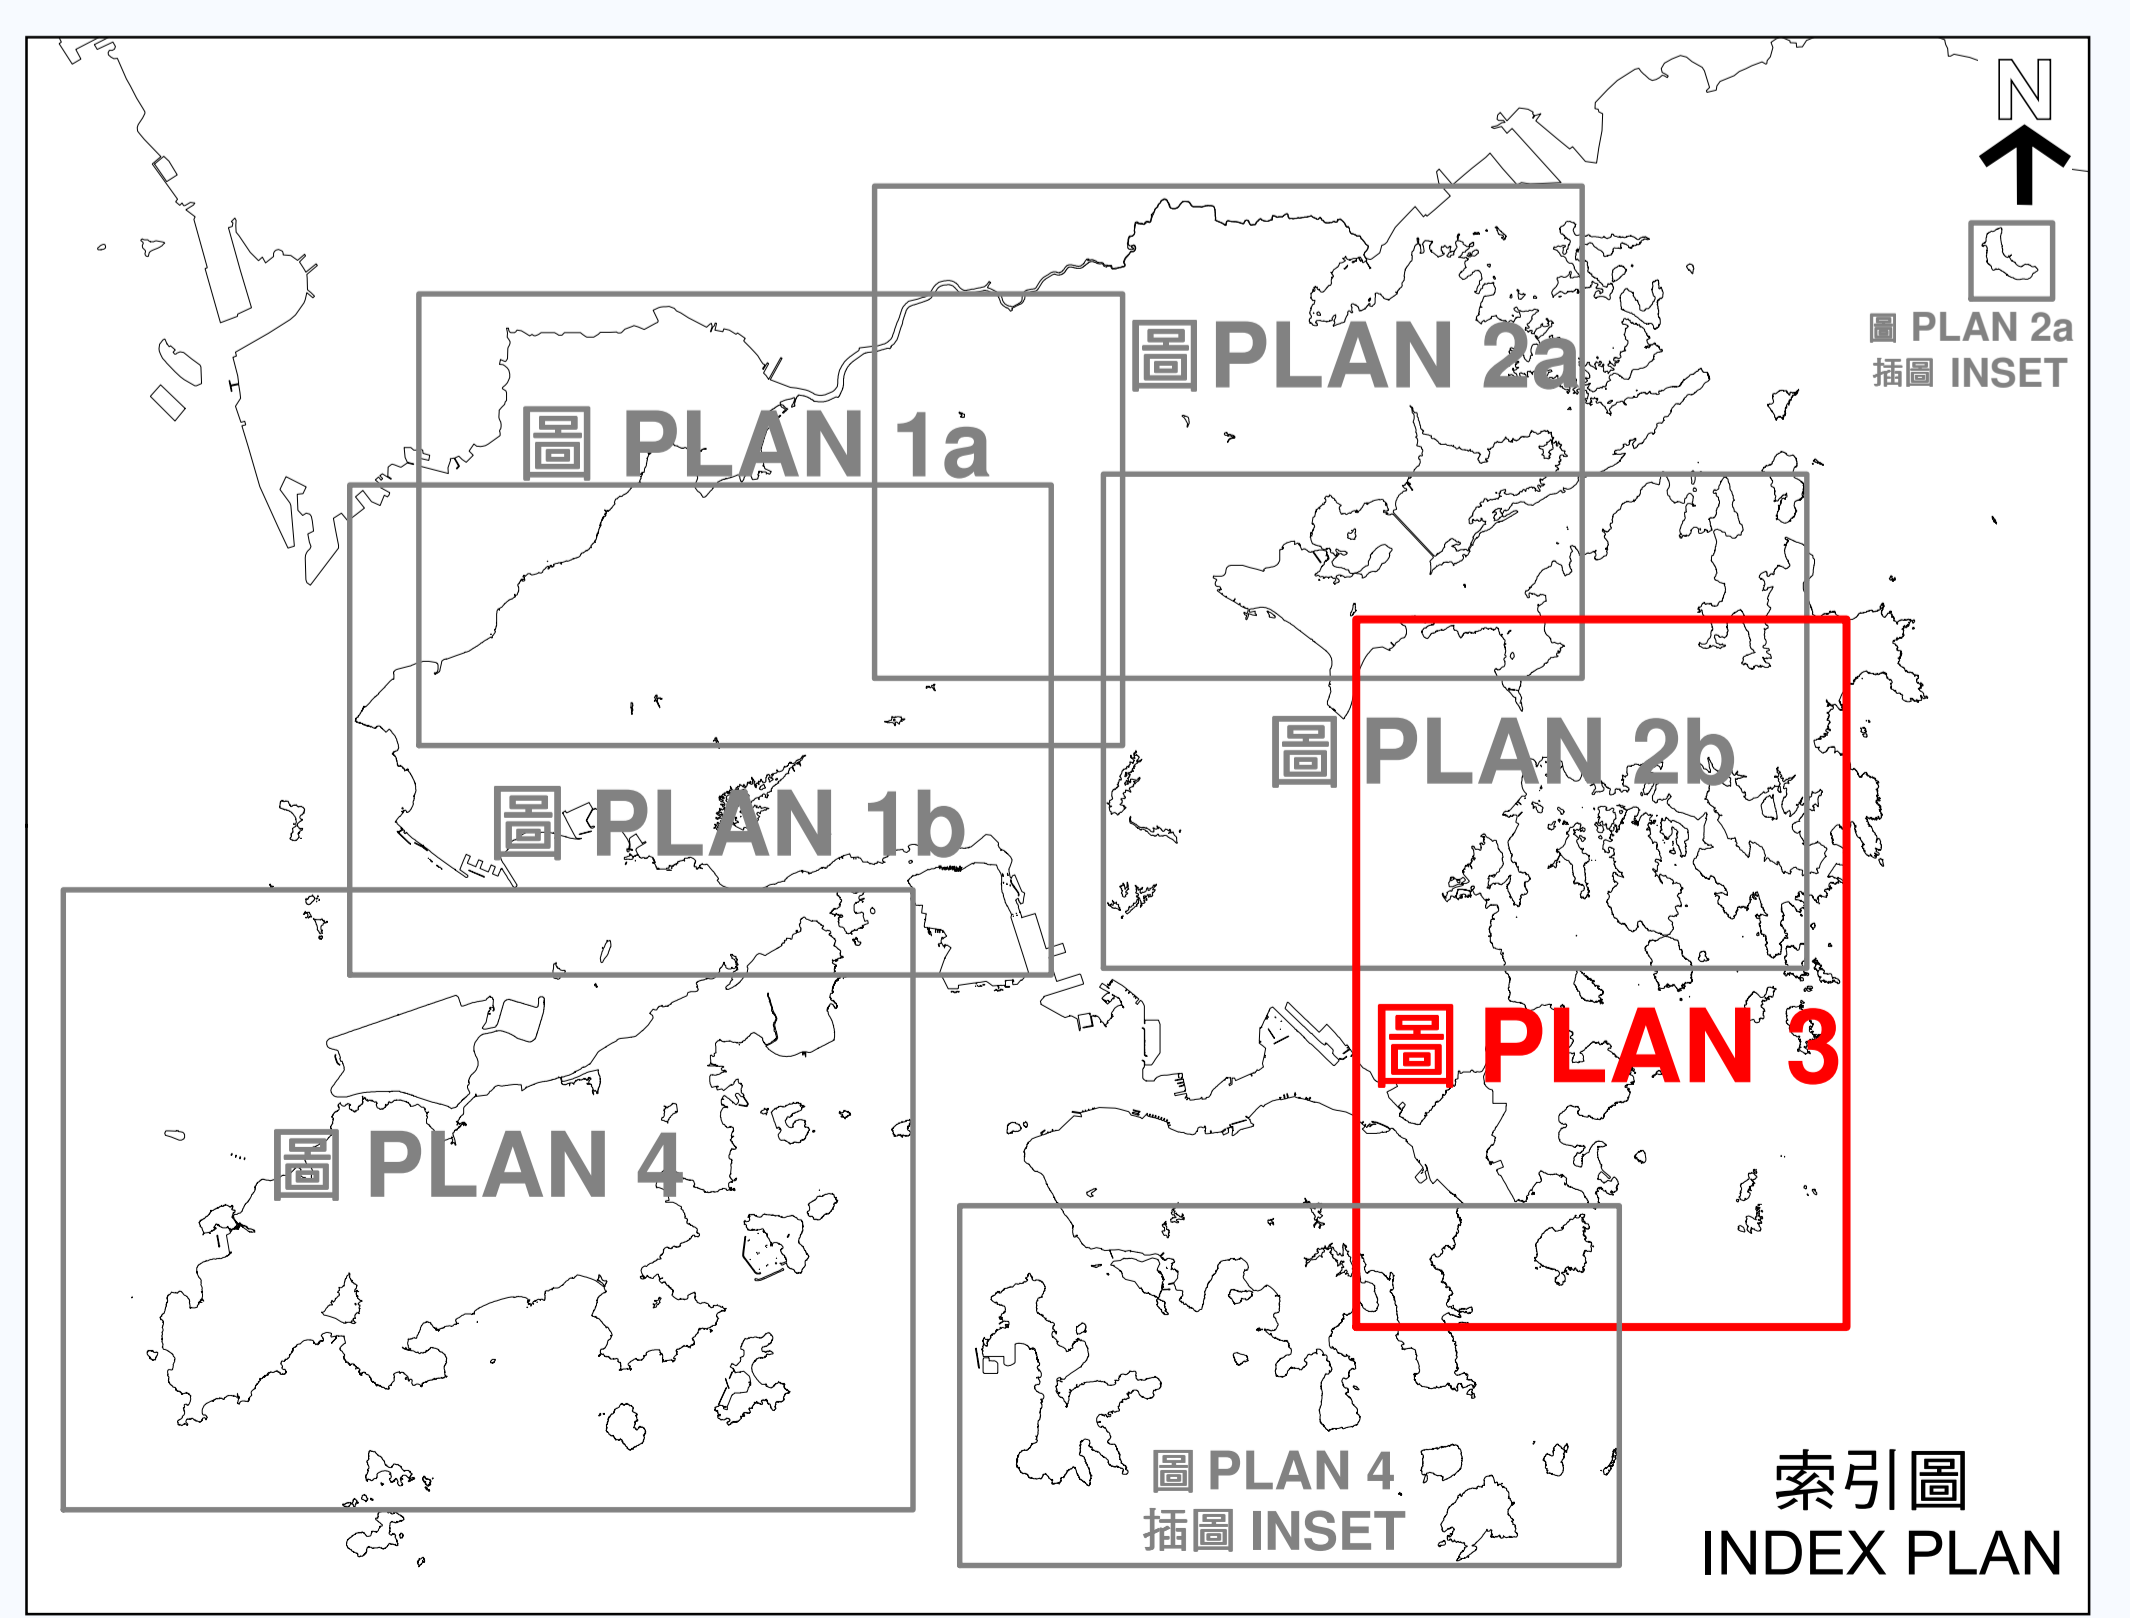 N
圖 PLAN 2a
插圖 INSET
圖 PLAN 2a
圖 PLAN 1a
圖 PLAN 2b
圖 PLAN 1b
圖 PLAN 3
圖 PLAN 4
圖 PLAN 4
插圖 INSET
索引圖
INDEX PLAN